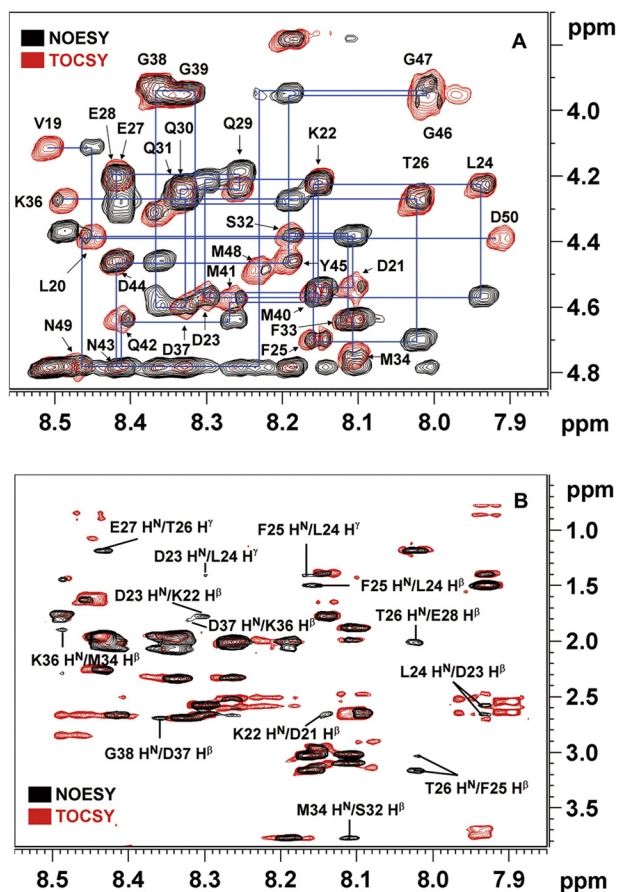 NOESY
TOCSY
A
ppm
G38
G39
G47
G46
V19
E28
E27
Q30
Q31
Q29
K22
T26
L24
K36
S32
D50
M48
Y45
L20
D44
M41
D21
M40
F33
N49
N43
Q42
D37
D23
F25
M34
4.0
4.2
4.4
4.6
4.8
8.5 8.4 8.3 8.2 8.1 8.0 7.9 ppm
B
ppm
E27 Hᴺ/T26 Hᵞ
F25 Hᴺ/L24 Hᵞ
D23 Hᴺ/L24 Hᵞ
F25 Hᴺ/L24 Hᵝ
D23 Hᴺ/K22 Hᵝ
D37 Hᴺ/K36 Hᵝ
T26 Hᴺ/E28 Hᵝ
K36 Hᴺ/M34 Hᵝ
L24 Hᴺ/D23 Hᵝ
K22 Hᴺ/D21 Hᵝ
G38 Hᴺ/D37 Hᵝ
T26 Hᴺ/F25 Hᵝ
M34 Hᴺ/S32 Hᵝ
NOESY
TOCSY
1.0
1.5
2.0
2.5
3.0
3.5
8.5 8.4 8.3 8.2 8.1 8.0 7.9 ppm